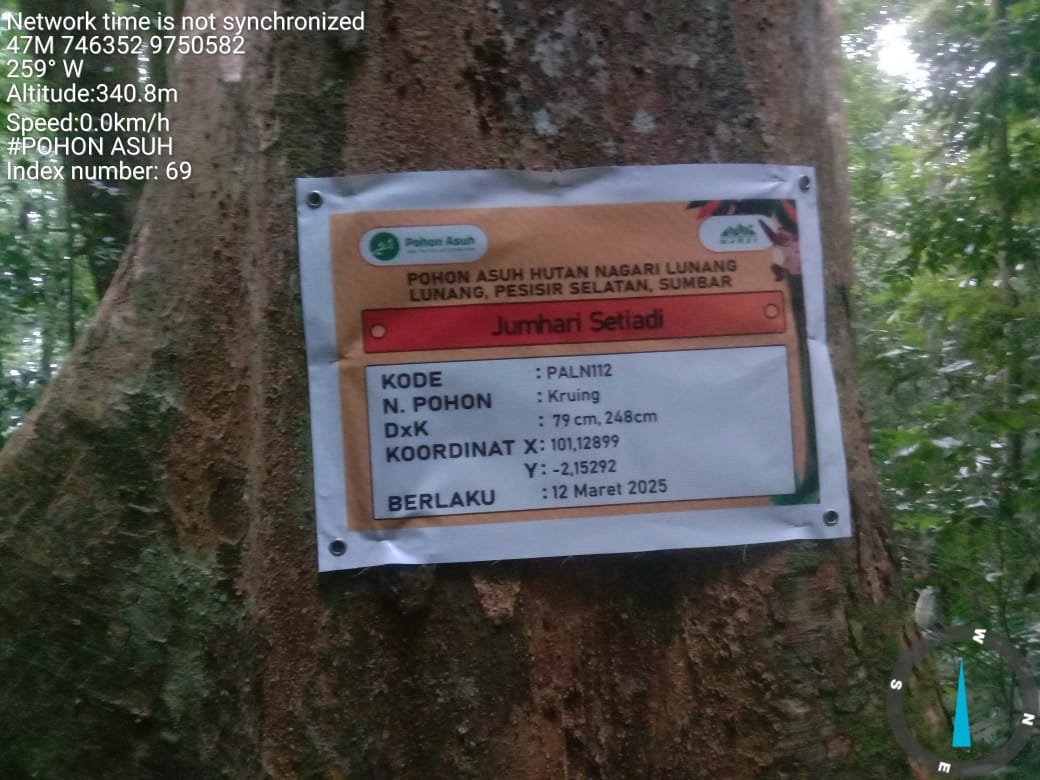 Network time is not synchronized
47M 746352 9750582
259° W
Altitude:340.8m
Speed:0.0km/h
#POHON ASUH
Index number: 69
Pohon Asuh
WARSI
POHON ASUH HUTAN NAGARI LUNANG
LUNANG, PESISIR SELATAN, SUMBAR
Jumhari Setiadi
KODE : PALN112
N. POHON : Kruing
DxK : 79 cm, 248cm
KOORDINAT X: 101,12899
Y: -2,15292
BERLAKU : 12 Maret 2025
W
S
N
E